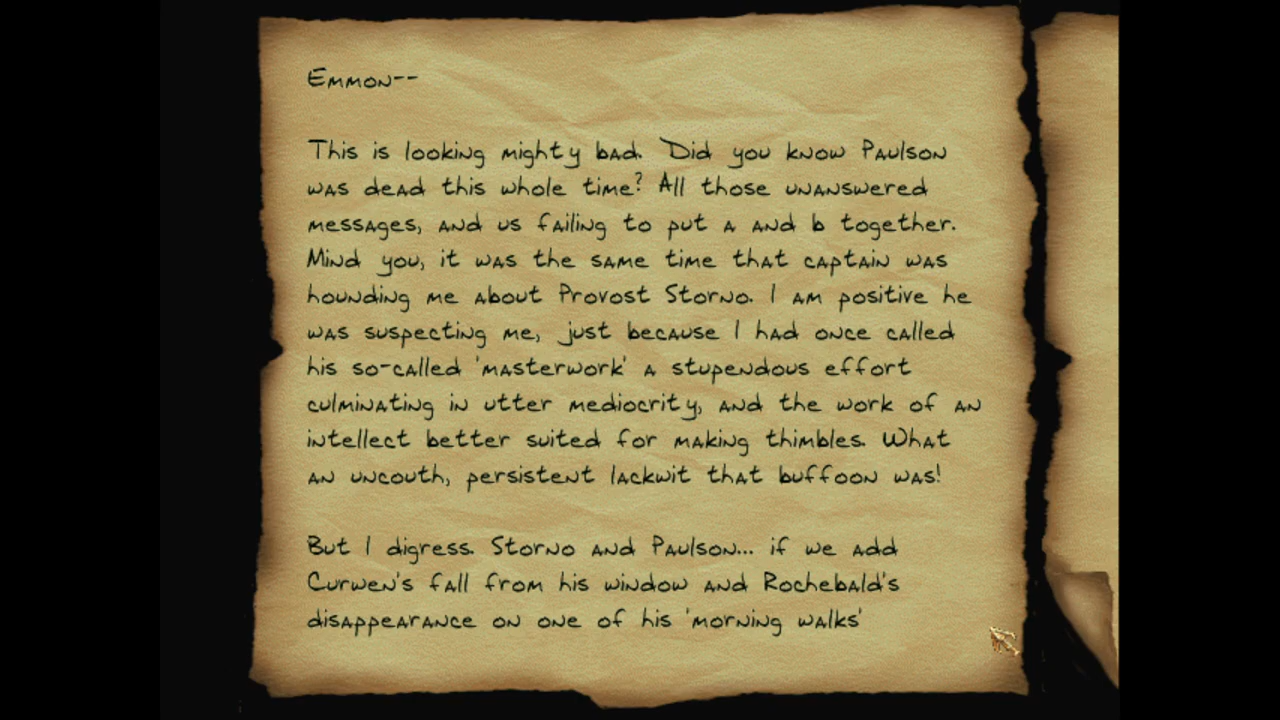 Emmon--
This is looking mighty bad. Did you know Paulson
was dead this whole time? All those unanswered
messages, and us failing to put a and b together.
Mind you, it was the same time that captain was
hounding me about Provost Storno. I am positive he
was suspecting me, just because I had once called
his so-called 'masterwork' a stupendous effort
culminating in utter mediocrity, and the work of an
intellect better suited for making thimbles. What
an uncouth, persistent lackwit that buffoon was!
But I digress. Storno and Paulson... if we add
Curwen's fall from his window and Rochebald's
disappearance on one of his 'morning walks'